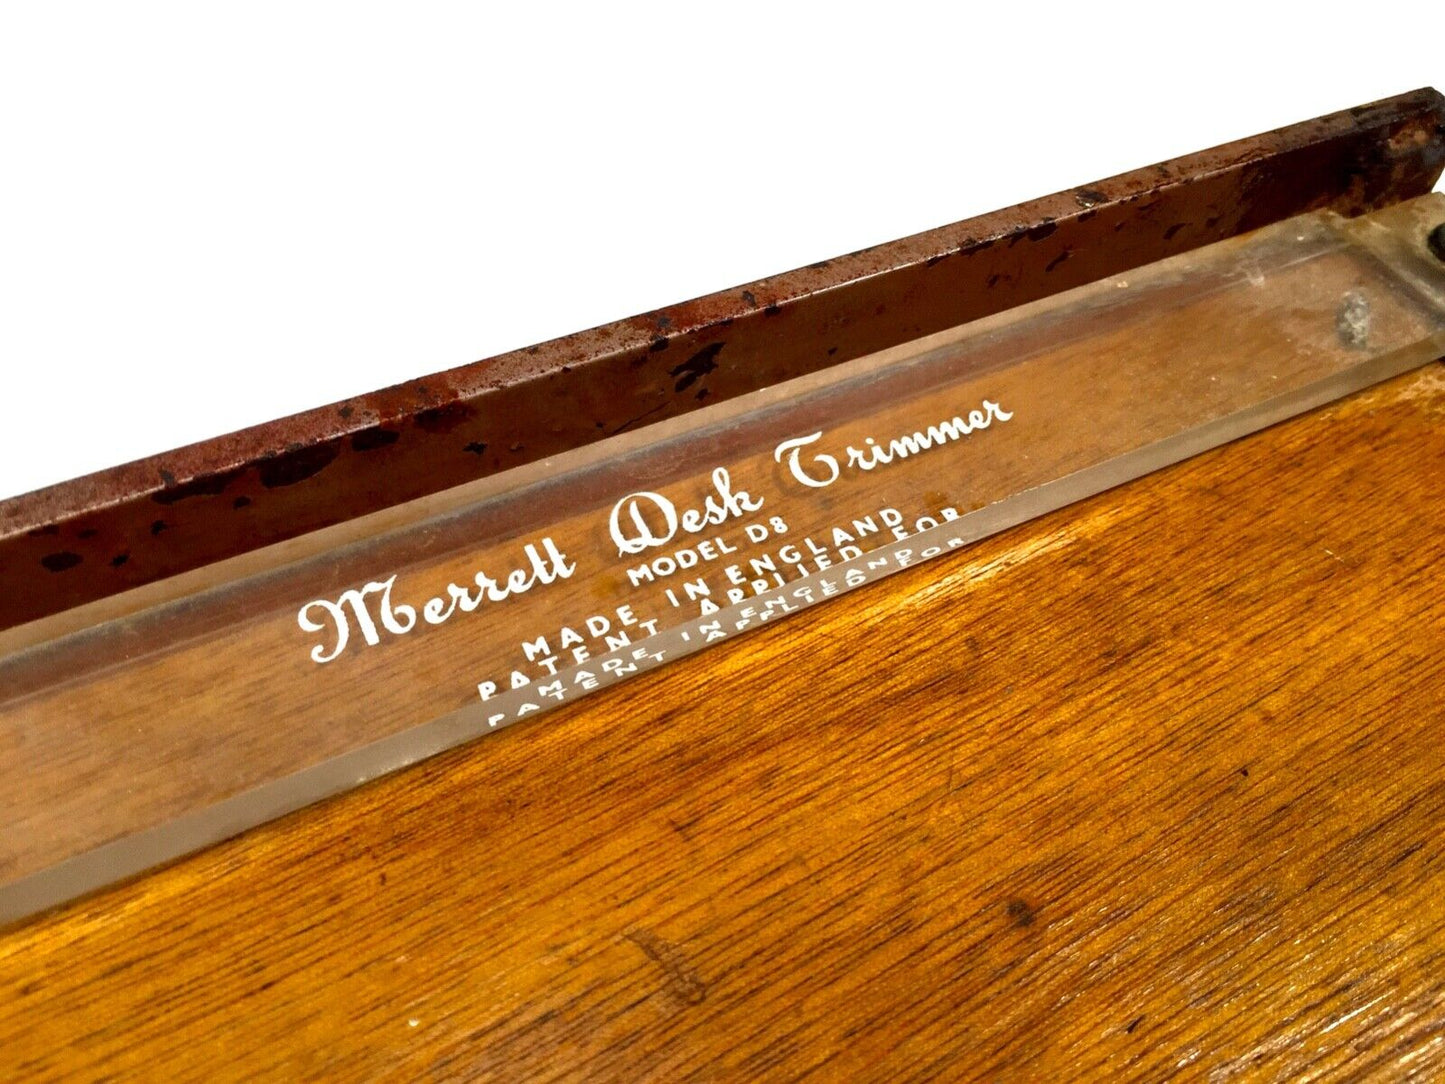 Merrett Desk Trimmer
MODEL D8
MADE IN ENGLAND
PATENT APPLIED FOR